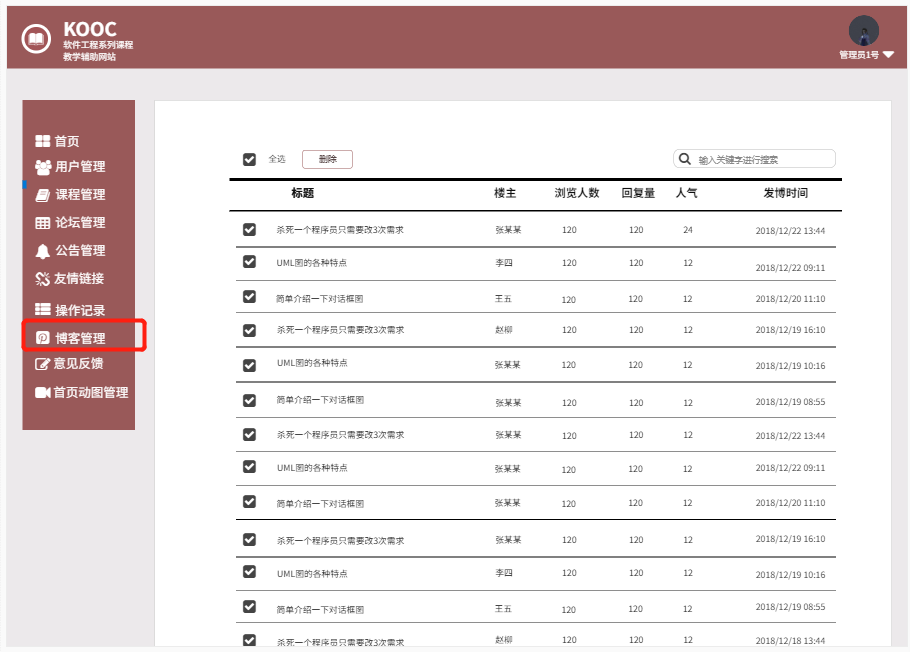 KOOC
软件工程系列课程
教学辅助网站
管理员1号
首页
用户管理
课程管理
论坛管理
公告管理
友情链接
操作记录
博客管理
意见反馈
首页动图管理
全选 删除 输入关键字进行搜索
标题 楼主 浏览人数 回复量 人气 发博时间
杀死一个程序员只需要改3次需求 张某某 120 120 24 2018/12/22 13:44
UML图的各种特点 李四 120 120 12 2018/12/22 09:11
简单介绍一下对话框图 王五 120 120 12 2018/12/20 11:10
杀死一个程序员只需要改3次需求 赵柳 120 120 12 2018/12/19 16:10
UML图的各种特点 张某某 120 120 12 2018/12/19 10:16
简单介绍一下对话框图 张某某 120 120 12 2018/12/19 08:55
杀死一个程序员只需要改3次需求 张某某 120 120 12 2018/12/22 13:44
UML图的各种特点 张某某 120 120 12 2018/12/22 09:11
简单介绍一下对话框图 张某某 120 120 12 2018/12/20 11:10
杀死一个程序员只需要改3次需求 张某某 120 120 12 2018/12/19 16:10
UML图的各种特点 李四 120 120 12 2018/12/19 10:16
简单介绍一下对话框图 王五 120 120 12 2018/12/19 08:55
杀死一个程序员只需要改3次需求 赵柳 120 120 12 2018/12/18 13:44